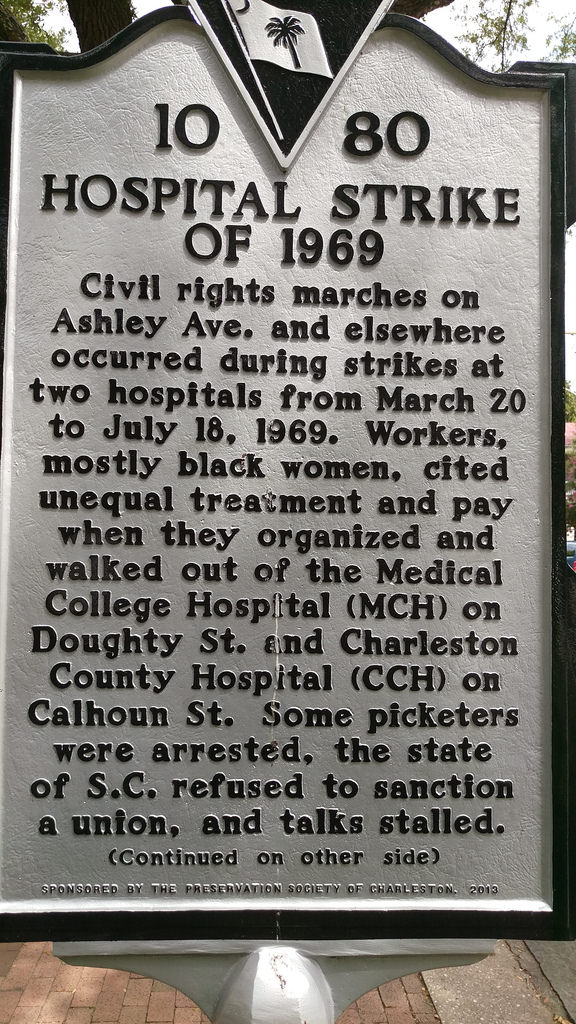 10 80
HOSPITAL STRIKE
OF 1969
Civil rights marches on
Ashley Ave. and elsewhere
occurred during strikes at
two hospitals from March 20
to July 18, 1969. Workers,
mostly black women, cited
unequal treatment and pay
when they organized and
walked out of the Medical
College Hospital (MCH) on
Doughty St. and Charleston
County Hospital (CCH) on
Calhoun St. Some picketers
were arrested, the state
of S.C. refused to sanction
a union, and talks stalled.
(Continued on other side)
SPONSORED BY THE PRESERVATION SOCIETY OF CHARLESTON, 2013